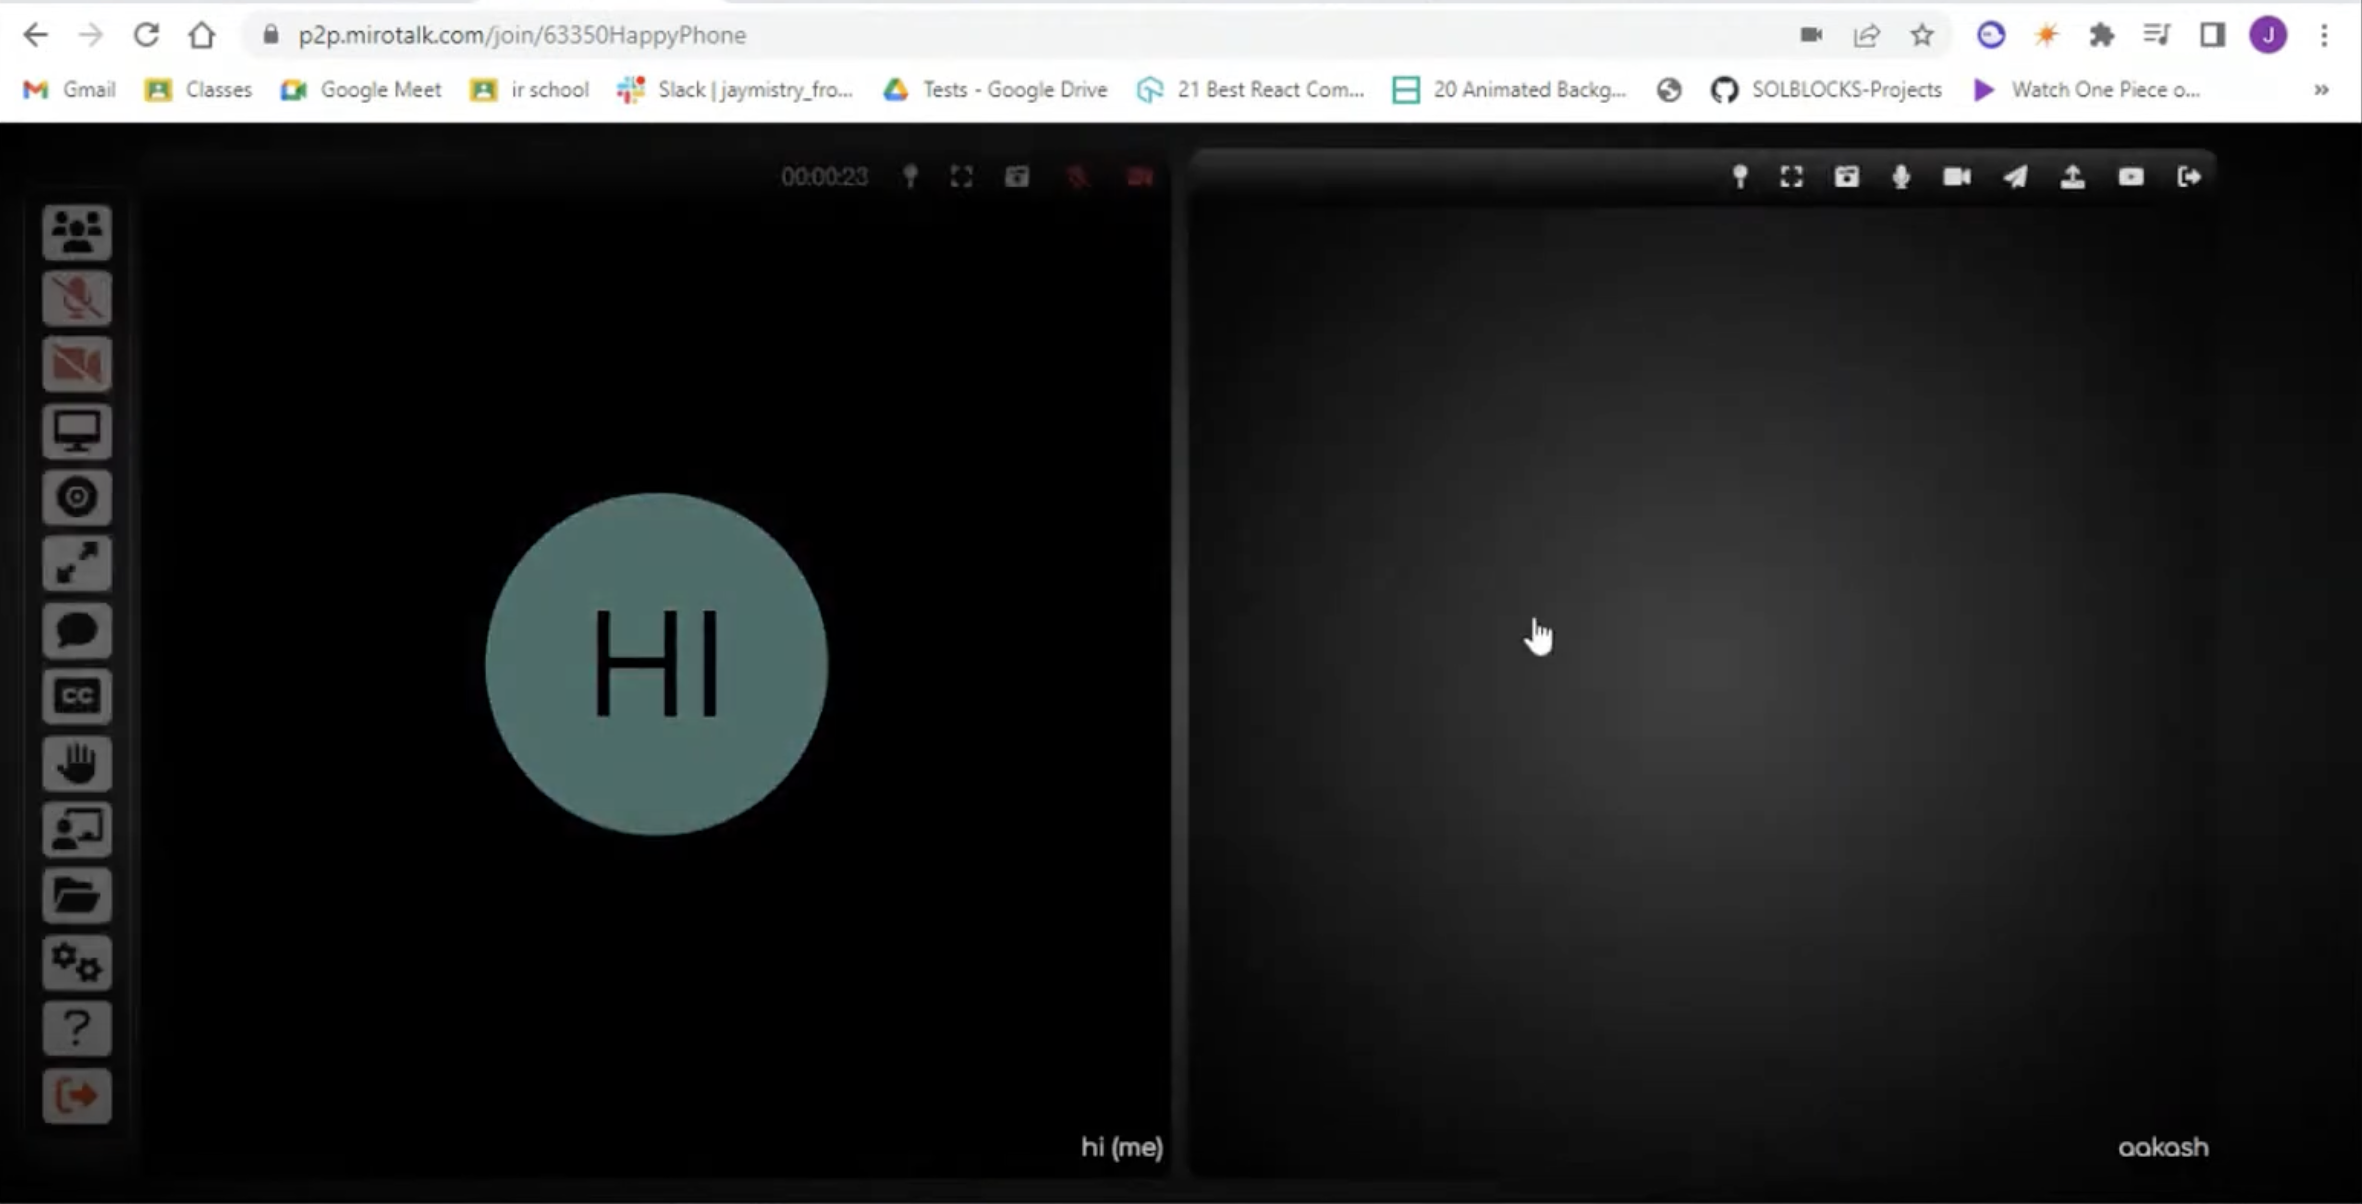 p2p.mirotalk.com/join/63350HappyPhone
J
Gmail Classes Google Meet ir school Slack | jaymistry_fro... Tests - Google Drive 21 Best React Com... 20 Animated Backg... SOLBLOCKS-Projects Watch One Piece o... »
00:00:23
HI
CC
?
hi (me)
aakash